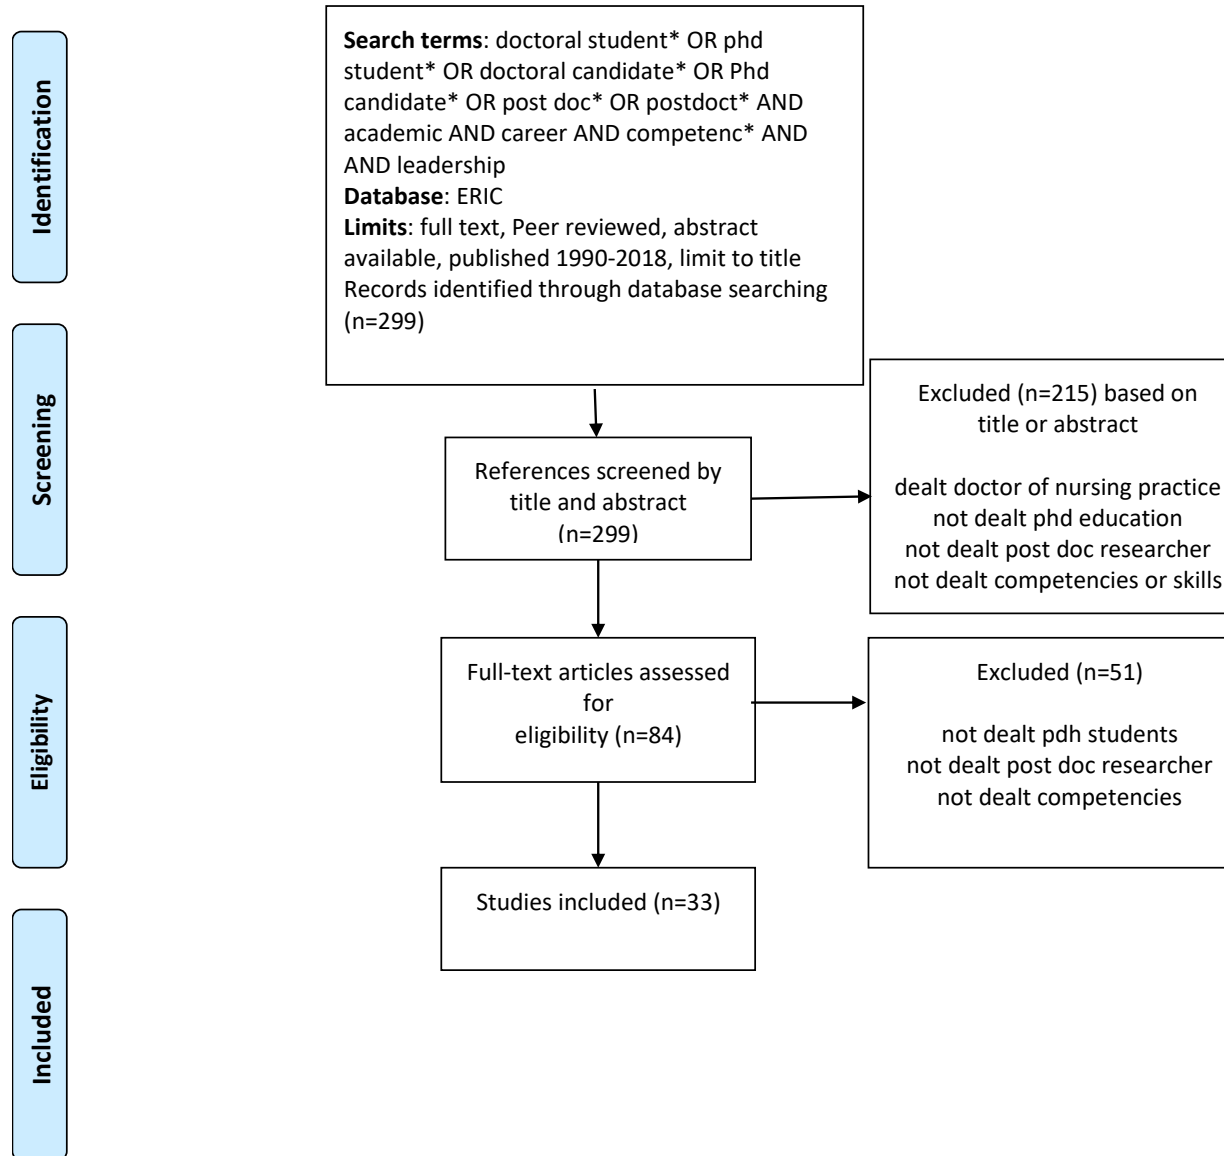 Identification
Search terms: doctoral student* OR phd
student* OR doctoral candidate* OR Phd
candidate* OR post doc* OR postdoct* AND
academic AND career AND competenc* AND
AND leadership
Database: ERIC
Limits: full text, Peer reviewed, abstract
available, published 1990-2018, limit to title
Records identified through database searching
(n=299)
Screening
References screened by
title and abstract
(n=299)
Excluded (n=215) based on
title or abstract
dealt doctor of nursing practice
not dealt phd education
not dealt post doc researcher
not dealt competencies or skills
Eligibility
Full-text articles assessed
for
eligibility (n=84)
Excluded (n=51)
not dealt pdh students
not dealt post doc researcher
not dealt competencies
Included
Studies included (n=33)